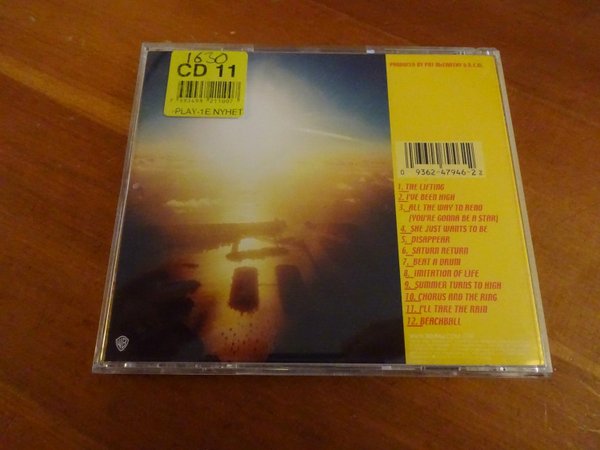 1630
CD 11
PLAY-1E.NYHET
PRODUCED BY PAT McCARTHY & R.E.M.
0 9362-47946-2
1. THE LIFTING
2. I'VE BEEN HIGH
3. ALL THE WAY TO RENO
(YOU'RE GONNA BE A STAR)
4. SHE JUST WANTS TO BE
5. DISAPPEAR
6. SATURN RETURN
7. BEAT A DRUM
8. IMITATION OF LIFE
9. SUMMER TURNS TO HIGH
10. CHORUS AND THE RING
11. I'LL TAKE THE RAIN
12. BEACHBALL